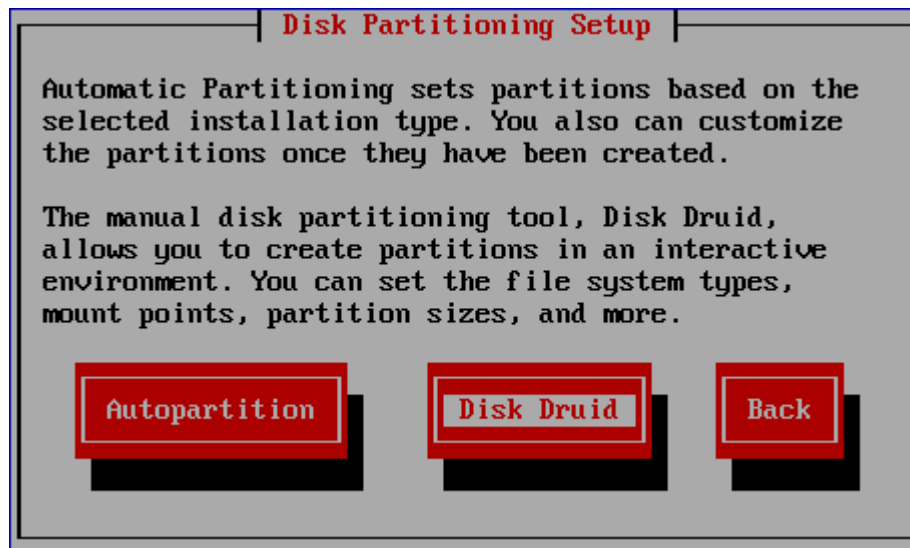 Disk Partitioning Setup
Automatic Partitioning sets partitions based on the
selected installation type. You also can customize
the partitions once they have been created.
The manual disk partitioning tool, Disk Druid,
allows you to create partitions in an interactive
environment. You can set the file system types,
mount points, partition sizes, and more.
Autopartition Disk Druid Back